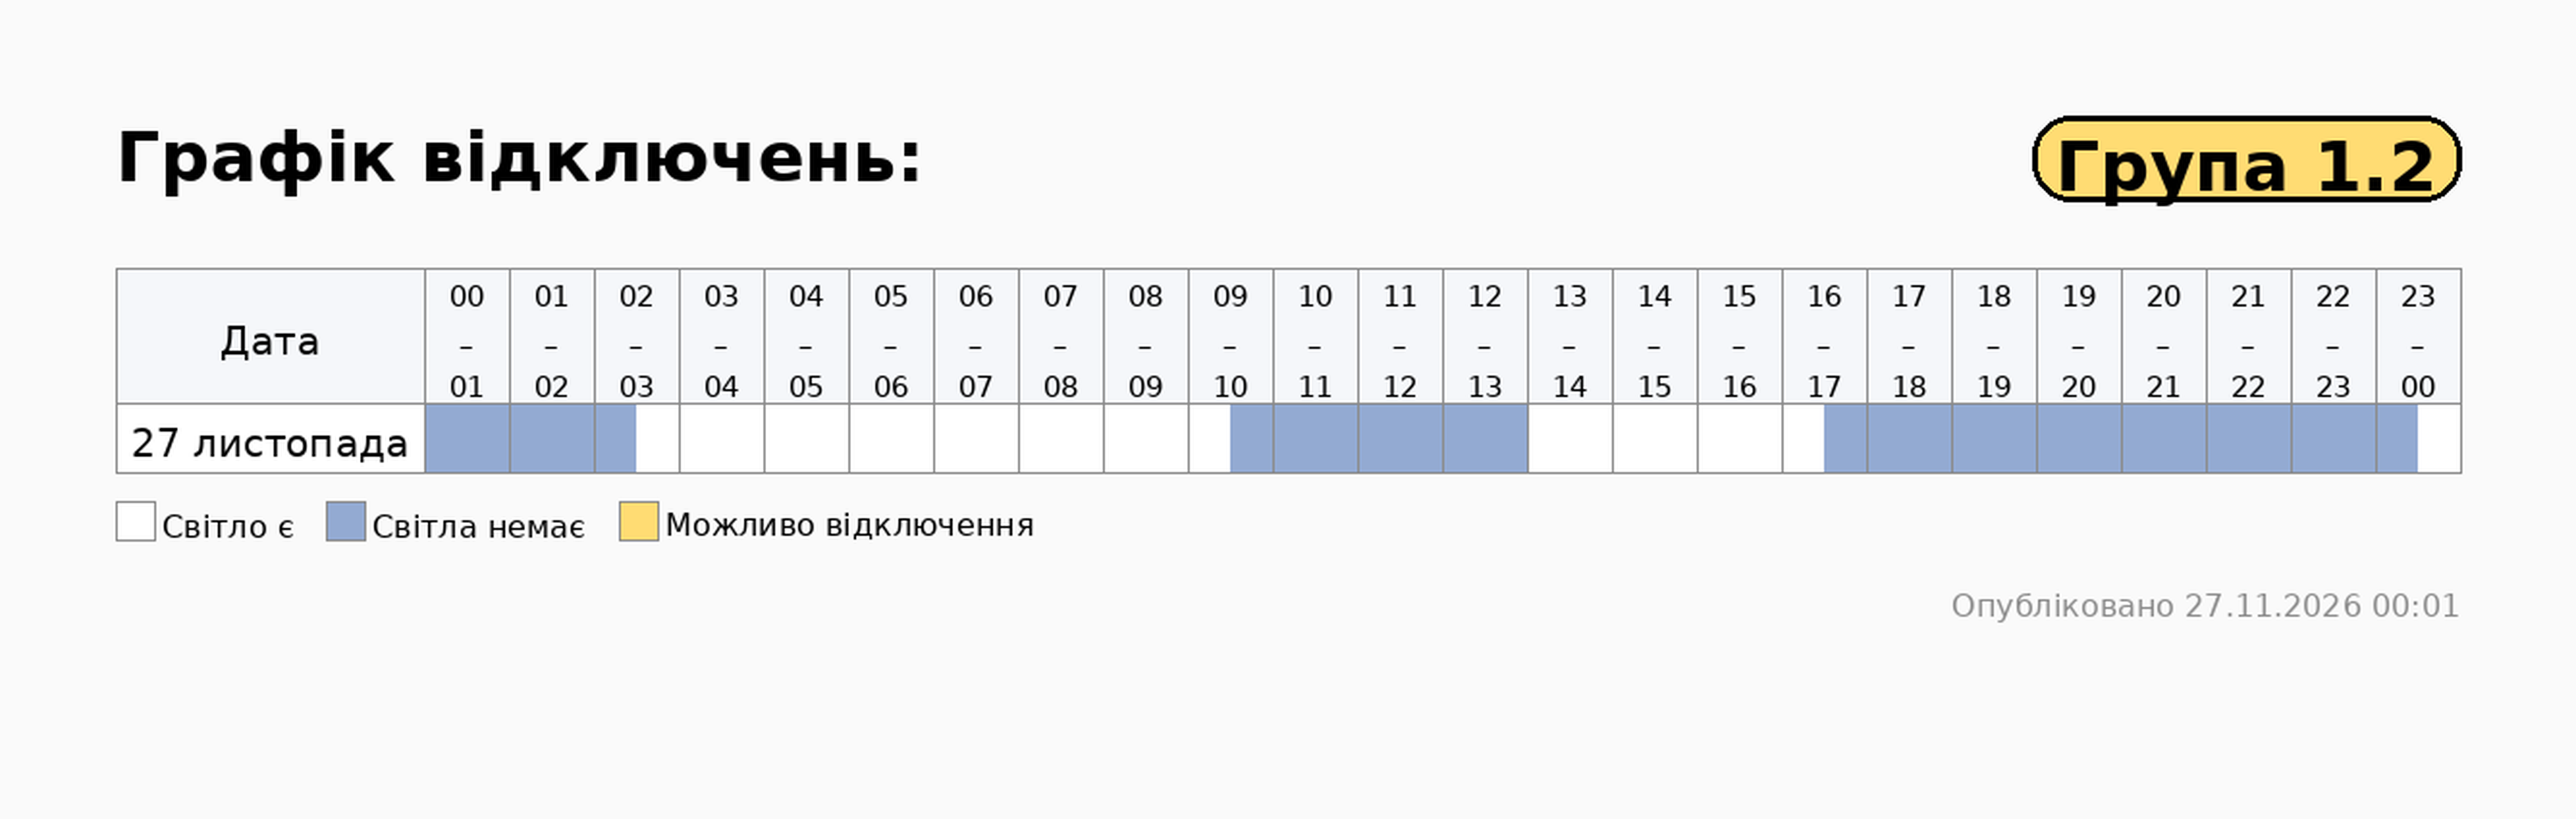 Графік відключень:
Група 1.2
Дата
00 – 01
01 – 02
02 – 03
03 – 04
04 – 05
05 – 06
06 – 07
07 – 08
08 – 09
09 – 10
10 – 11
11 – 12
12 – 13
13 – 14
14 – 15
15 – 16
16 – 17
17 – 18
18 – 19
19 – 20
20 – 21
21 – 22
22 – 23
23 – 00
27 листопада
Світло є
Світла немає
Можливо відключення
Опубліковано 27.11.2026 00:01